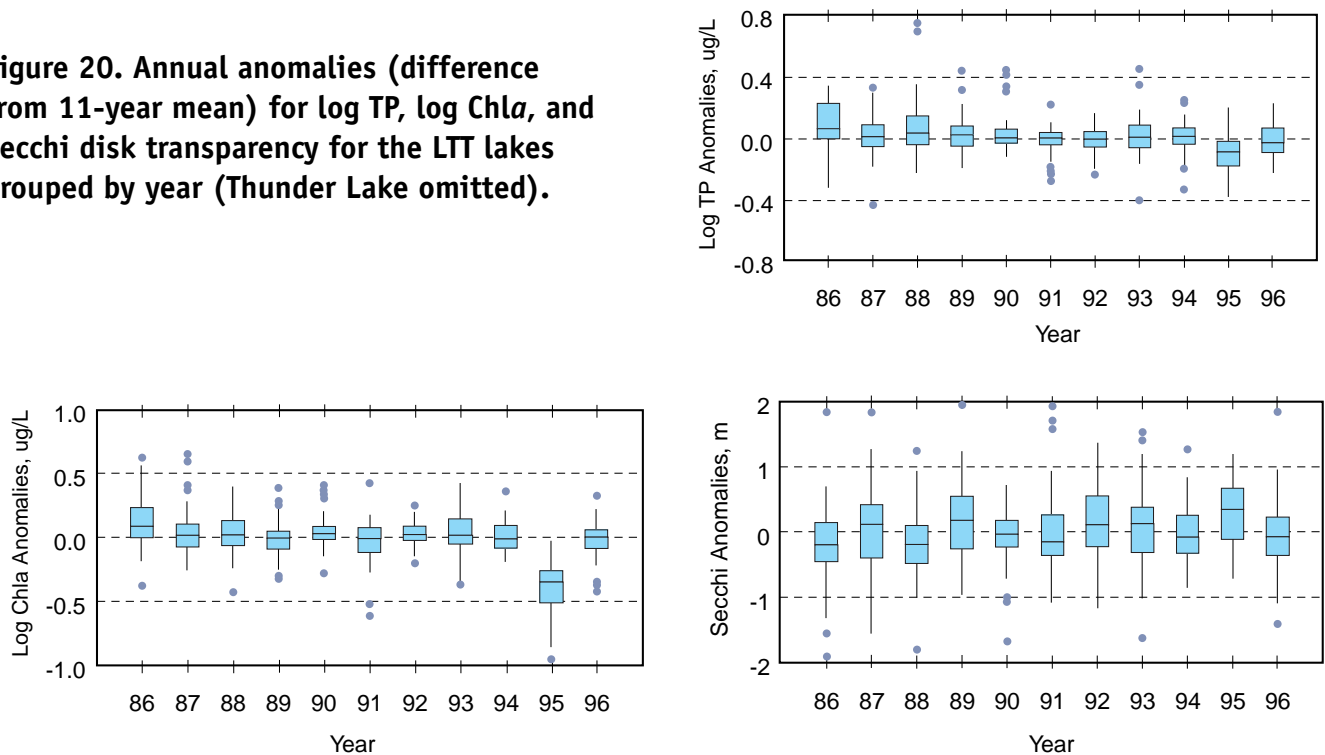 igure 20. Annual anomalies (difference
rom 11-year mean) for log TP, log Chla, and
ecchi disk transparency for the LTT lakes
rouped by year (Thunder Lake omitted).
Log TP Anomalies, ug/L
0.8
0.4
0.0
-0.4
-0.8
86 87 88 89 90 91 92 93 94 95 96
Year
Log Chla Anomalies, ug/L
1.0
0.5
0.0
-0.5
-1.0
86 87 88 89 90 91 92 93 94 95 96
Year
Secchi Anomalies, m
2
1
0
-1
-2
86 87 88 89 90 91 92 93 94 95 96
Year